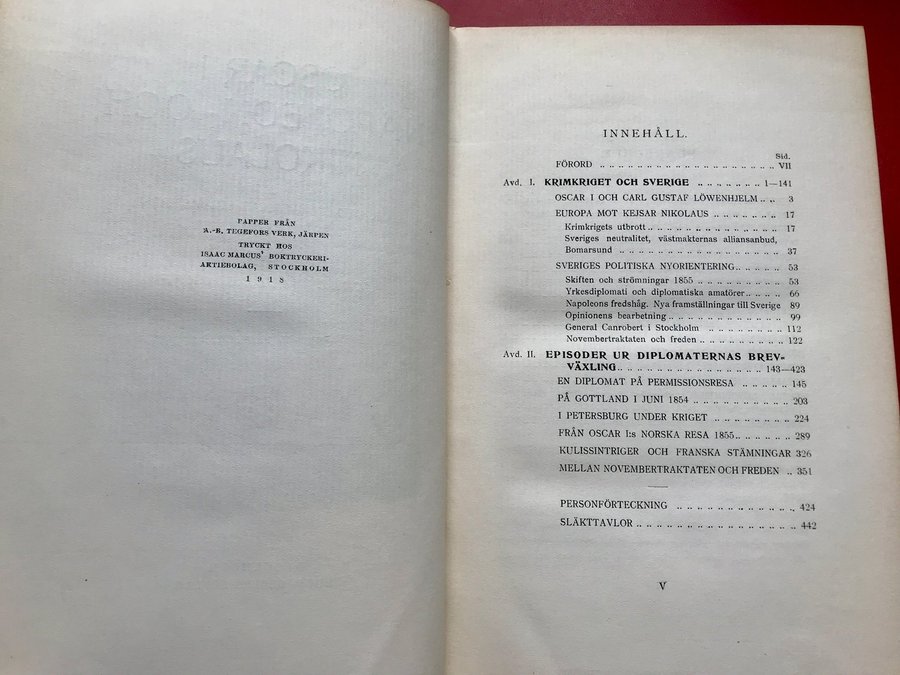 PAPPER FRÅN
A.-B. TEGEFORS VERK, JÄRPEN
TRYCKT HOS
ISAAC MARCUS' BOKTRYCKERI-
AKTIEBOLAG, STOCKHOLM
1918
INNEHÅLL.
Sid.
FÖRORD .. .. .. .. .. .. .. .. .. .. .. .. .. VII
Avd. I. KRIMKRIGET OCH SVERIGE .. .. .. .. .. .. 1—141
OSCAR I OCH CARL GUSTAF LÖWENHJELM .. .. 3
EUROPA MOT KEJSAR NIKOLAUS .. .. .. .. .. .. 17
Krimkrigets utbrott .. .. .. .. .. .. .. .. .. .. 17
Sveriges neutralitet, västmakternas alliansanbud,
Bomarsund .. .. .. .. .. .. .. .. .. .. .. .. 37
SVERIGES POLITISKA NYORIENTERING .. .. .. .. 53
Skiften och strömningar 1855 .. .. .. .. .. .. .. 53
Yrkesdiplomati och diplomatiska amatörer .. .. .. 66
Napoleons fredshåg. Nya framställningar till Sverige 89
Opinionens bearbetning .. .. .. .. .. .. .. .. .. 99
General Canrobert i Stockholm .. .. .. .. .. .. 112
Novembertraktaten och freden .. .. .. .. .. .. .. 122
Avd. II. EPISODER UR DIPLOMATERNAS BREV-
VÄXLING .. .. .. .. .. .. .. .. .. .. .. .. 143—423
EN DIPLOMAT PÅ PERMISSIONSRESA .. .. .. .. 145
PÅ GOTTLAND I JUNI 1854 .. .. .. .. .. .. .. .. 203
I PETERSBURG UNDER KRIGET .. .. .. .. .. .. 224
FRÅN OSCAR I:s NORSKA RESA 1855 .. .. .. .. 289
KULISSINTRIGER OCH FRANSKA STÄMNINGAR 326
MELLAN NOVEMBERTRAKTATEN OCH FREDEN .. 351
PERSONFÖRTECKNING .. .. .. .. .. .. .. .. .. 424
SLÄKTTAVLOR .. .. .. .. .. .. .. .. .. .. .. .. 442
V